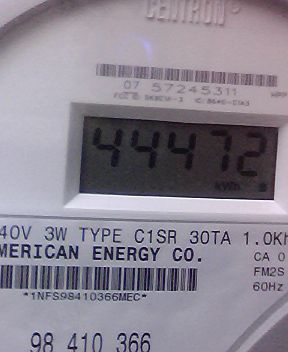 CENTRON®
07 57245311
44472
kWh
40V 3W TYPE C1SR 30TA 1.0Kh
MERICAN ENERGY CO.
CA 0
FM2S
60Hz
*1NFS98410366MEC*
98 410 366